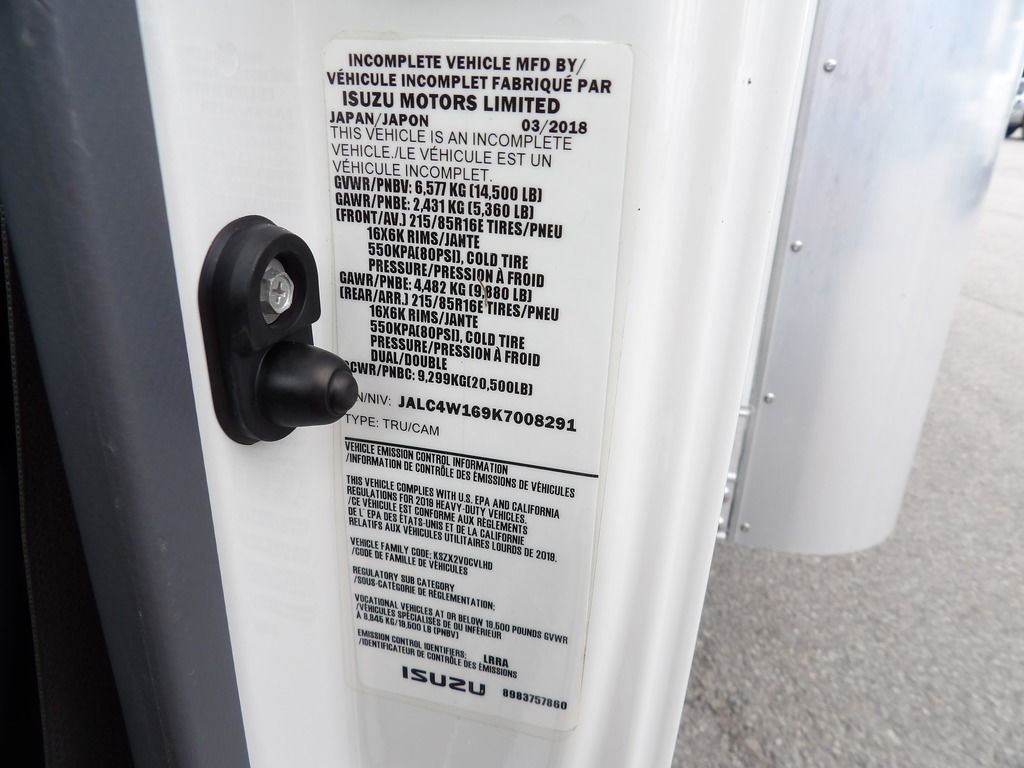 INCOMPLETE VEHICLE MFD BY/
VÉHICULE INCOMPLET FABRIQUÉ PAR
ISUZU MOTORS LIMITED
JAPAN/JAPON 03/2018
THIS VEHICLE IS AN INCOMPLETE
VEHICLE./LE VÉHICULE EST UN
VÉHICULE INCOMPLET.
GVWR/PNBV: 6,577 KG (14,500 LB)
GAWR/PNBE: 2,431 KG (5,360 LB)
(FRONT/AV.) 215/85R16E TIRES/PNEU
16X6K RIMS/JANTE
550KPA(80PSI), COLD TIRE
PRESSURE/PRESSION À FROID
GAWR/PNBE: 4,482 KG (9,880 LB)
(REAR/ARR.) 215/85R16E TIRES/PNEU
16X6K RIMS/JANTE
550KPA(80PSI), COLD TIRE
PRESSURE/PRESSION À FROID
DUAL/DOUBLE
GCWR/PNBC: 9,299KG(20,500LB)
N/NIV: JALC4W169K7008291
TYPE: TRU/CAM
VEHICLE EMISSION CONTROL INFORMATION
/INFORMATION DE CONTRÔLE DES ÉMISSIONS DE VÉHICULES
THIS VEHICLE COMPLIES WITH U.S. EPA AND CALIFORNIA
REGULATIONS FOR 2019 HEAVY-DUTY VEHICLES.
/CE VÉHICULE EST CONFORME AUX RÈGLEMENTS
DE L' EPA DES ÉTATS-UNIS ET DE LA CALIFORNIE
RELATIFS AUX VÉHICULES UTILITAIRES LOURDS DE 2019.
VEHICLE FAMILY CODE: KSZX2VOCVLHD
/CODE DE FAMILLE DE VÉHICULES
REGULATORY SUB CATEGORY
/SOUS-CATÉGORIE DE RÉGLEMENTATION:
VOCATIONAL VEHICLES AT OR BELOW 19,500 POUNDS GVWR
/VÉHICULES SPÉCIALISÉS DE OU INFÉRIEUR
À 8,845 KG/19,500 LB (PNBV)
EMISSION CONTROL IDENTIFIERS: LRRA
/IDENTIFICATEUR DE CONTRÔLE DES ÉMISSIONS
ISUZU 8983757860